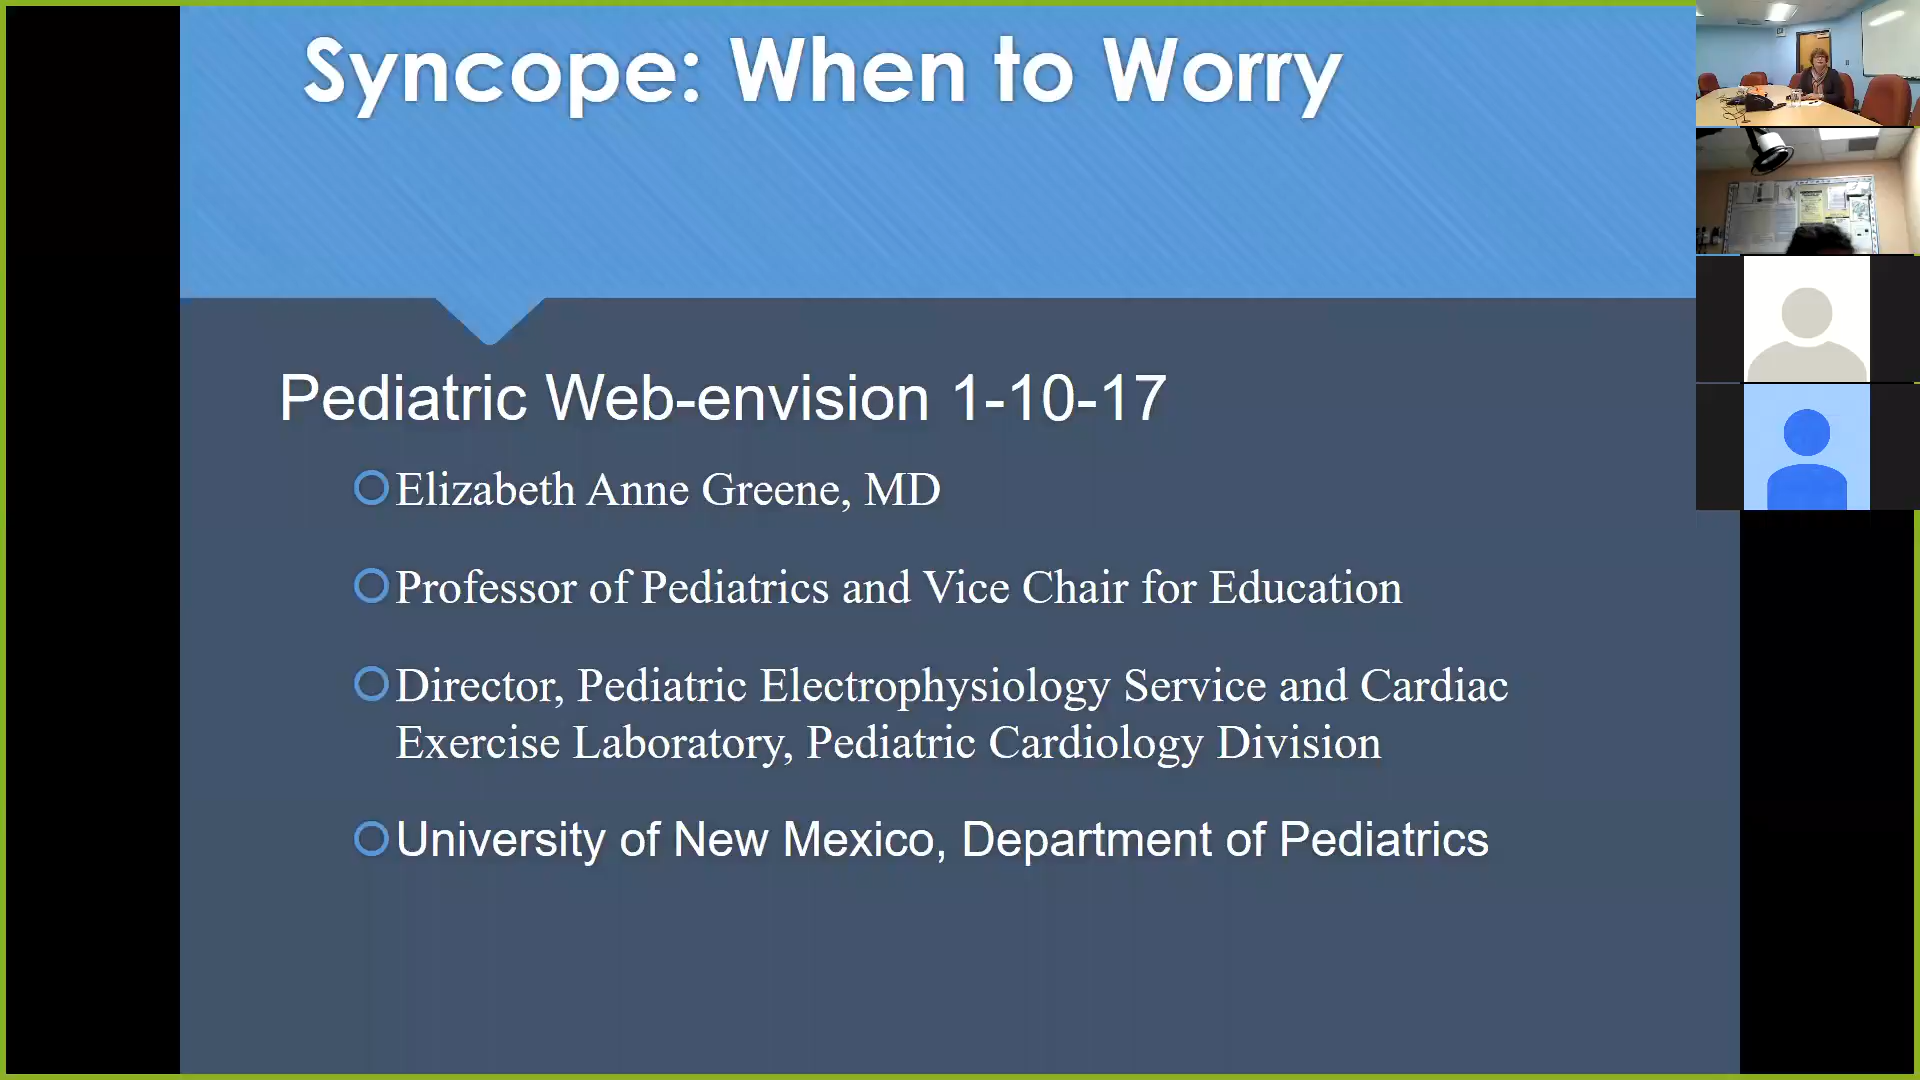 Syncope: When to Worry
Pediatric Web-envision 1-10-17
Elizabeth Anne Greene, MD
Professor of Pediatrics and Vice Chair for Education
Director, Pediatric Electrophysiology Service and Cardiac
Exercise Laboratory, Pediatric Cardiology Division
University of New Mexico, Department of Pediatrics